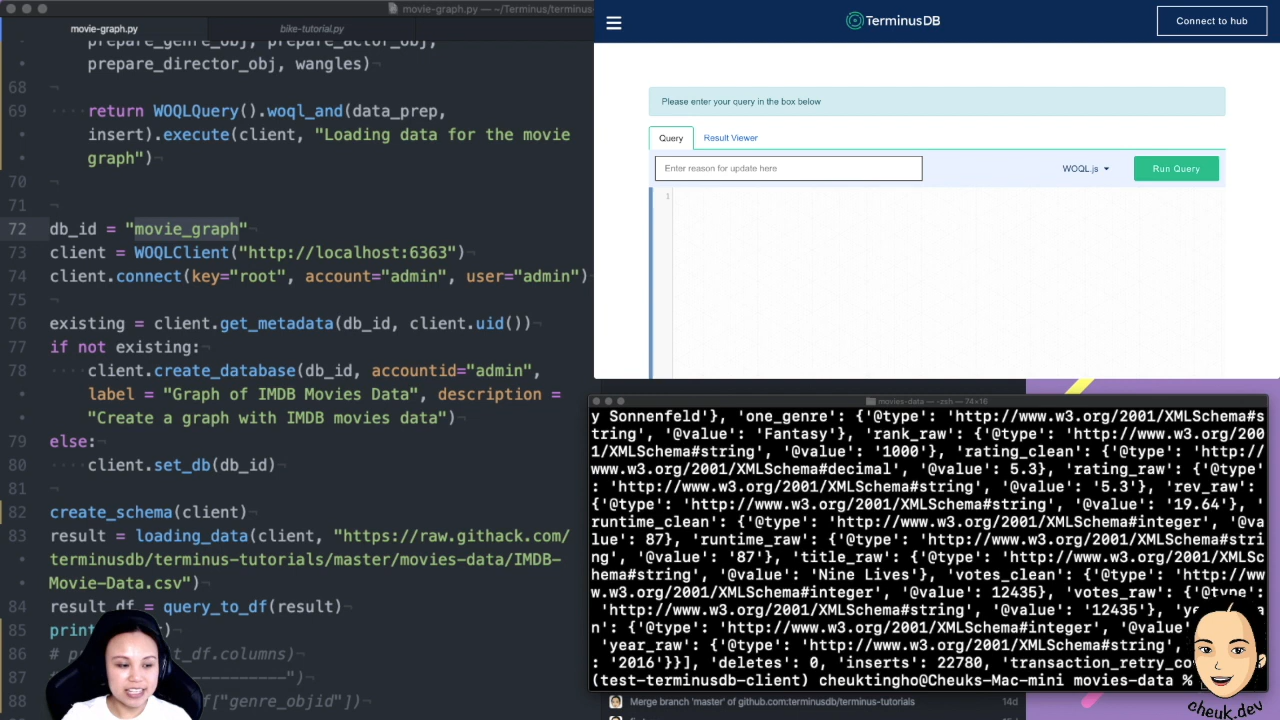 movie-graph.py — ~/Terminus/terminus-
movie-graph.py
bike-tutorial.py
prepare_genre_obj, prepare_actor_obj,
prepare_director_obj, wangles)¬
68 ¬
69 ····return WOQLQuery().woql_and(data_prep,
insert).execute(client, "Loading data for the movie
graph")¬
70 ¬
71 ¬
72 db_id = "movie_graph"¬
73 client = WOQLClient("http://localhost:6363")¬
74 client.connect(key="root", account="admin", user="admin")¬
75 ¬
76 existing = client.get_metadata(db_id, client.uid())¬
77 if not existing:¬
78 ····client.create_database(db_id, accountid="admin",
label = "Graph of IMDB Movies Data", description =
"Create a graph with IMDB movies data")¬
79 else:¬
80 ····client.set_db(db_id)¬
81 ¬
82 create_schema(client)¬
83 result = loading_data(client, "https://raw.githack.com/
terminusdb/terminus-tutorials/master/movies-data/IMDB-
Movie-Data.csv")¬
84 result_df = query_to_df(result)¬
85
86
87
88
TerminusDB
Connect to hub
Please enter your query in the box below
Query
Result Viewer
Enter reason for update here
WOQL.js
Run Query
1
movies-data — -zsh — 74×16
y Sonnenfeld'}, 'one_genre': {'@type': 'http://www.w3.org/2001/XMLSchema#s
tring', '@value': 'Fantasy'}, 'rank_raw': {'@type': 'http://www.w3.org/200
1/XMLSchema#string', '@value': '1000'}, 'rating_clean': {'@type': 'http://
www.w3.org/2001/XMLSchema#decimal', '@value': 5.3}, 'rating_raw': {'@type'
: 'http://www.w3.org/2001/XMLSchema#string', '@value': '5.3'}, 'rev_raw':
{'@type': 'http://www.w3.org/2001/XMLSchema#string', '@value': '19.64'},
'runtime_clean': {'@type': 'http://www.w3.org/2001/XMLSchema#integer', '@va
lue': 87}, 'runtime_raw': {'@type': 'http://www.w3.org/2001/XMLSchema#stri
ng', '@value': '87'}, 'title_raw': {'@type': 'http://www.w3.org/2001/XMLSc
hema#string', '@value': 'Nine Lives'}, 'votes_clean': {'@type': 'http://ww
w.w3.org/2001/XMLSchema#integer', '@value': 12435}, 'votes_raw': {'@type':
'http://www.w3.org/2001/XMLSchema#string', '@value': '12435'},
': {'@type': 'http://www.w3.org/2001/XMLSchema#integer', '@value'
'year_raw': {'@type': 'http://www.w3.org/2001/XMLSchema#string',
: '2016'}}], 'deletes': 0, 'inserts': 22780,
(test-terminusdb-client) cheuktingho@Cheuks-Mac-mini movies-data %
Merge branch 'master' of github.com:terminusdb/terminus-tutorials 14d
cheuk.dev